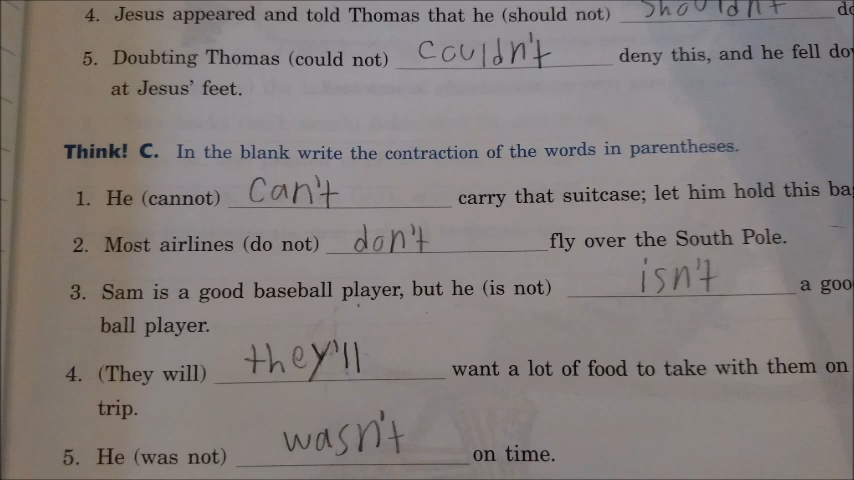 4. Jesus appeared and told Thomas that he (should not) shouldn't
5. Doubting Thomas (could not) couldn't deny this, and he fell
at Jesus' feet.
Think! C. In the blank write the contraction of the words in parentheses.
1. He (cannot) can't carry that suitcase; let him hold this
2. Most airlines (do not) don't fly over the South Pole.
3. Sam is a good baseball player, but he (is not) isn't a
ball player.
4. (They will) they'll want a lot of food to take with them on
trip.
5. He (was not) wasn't on time.